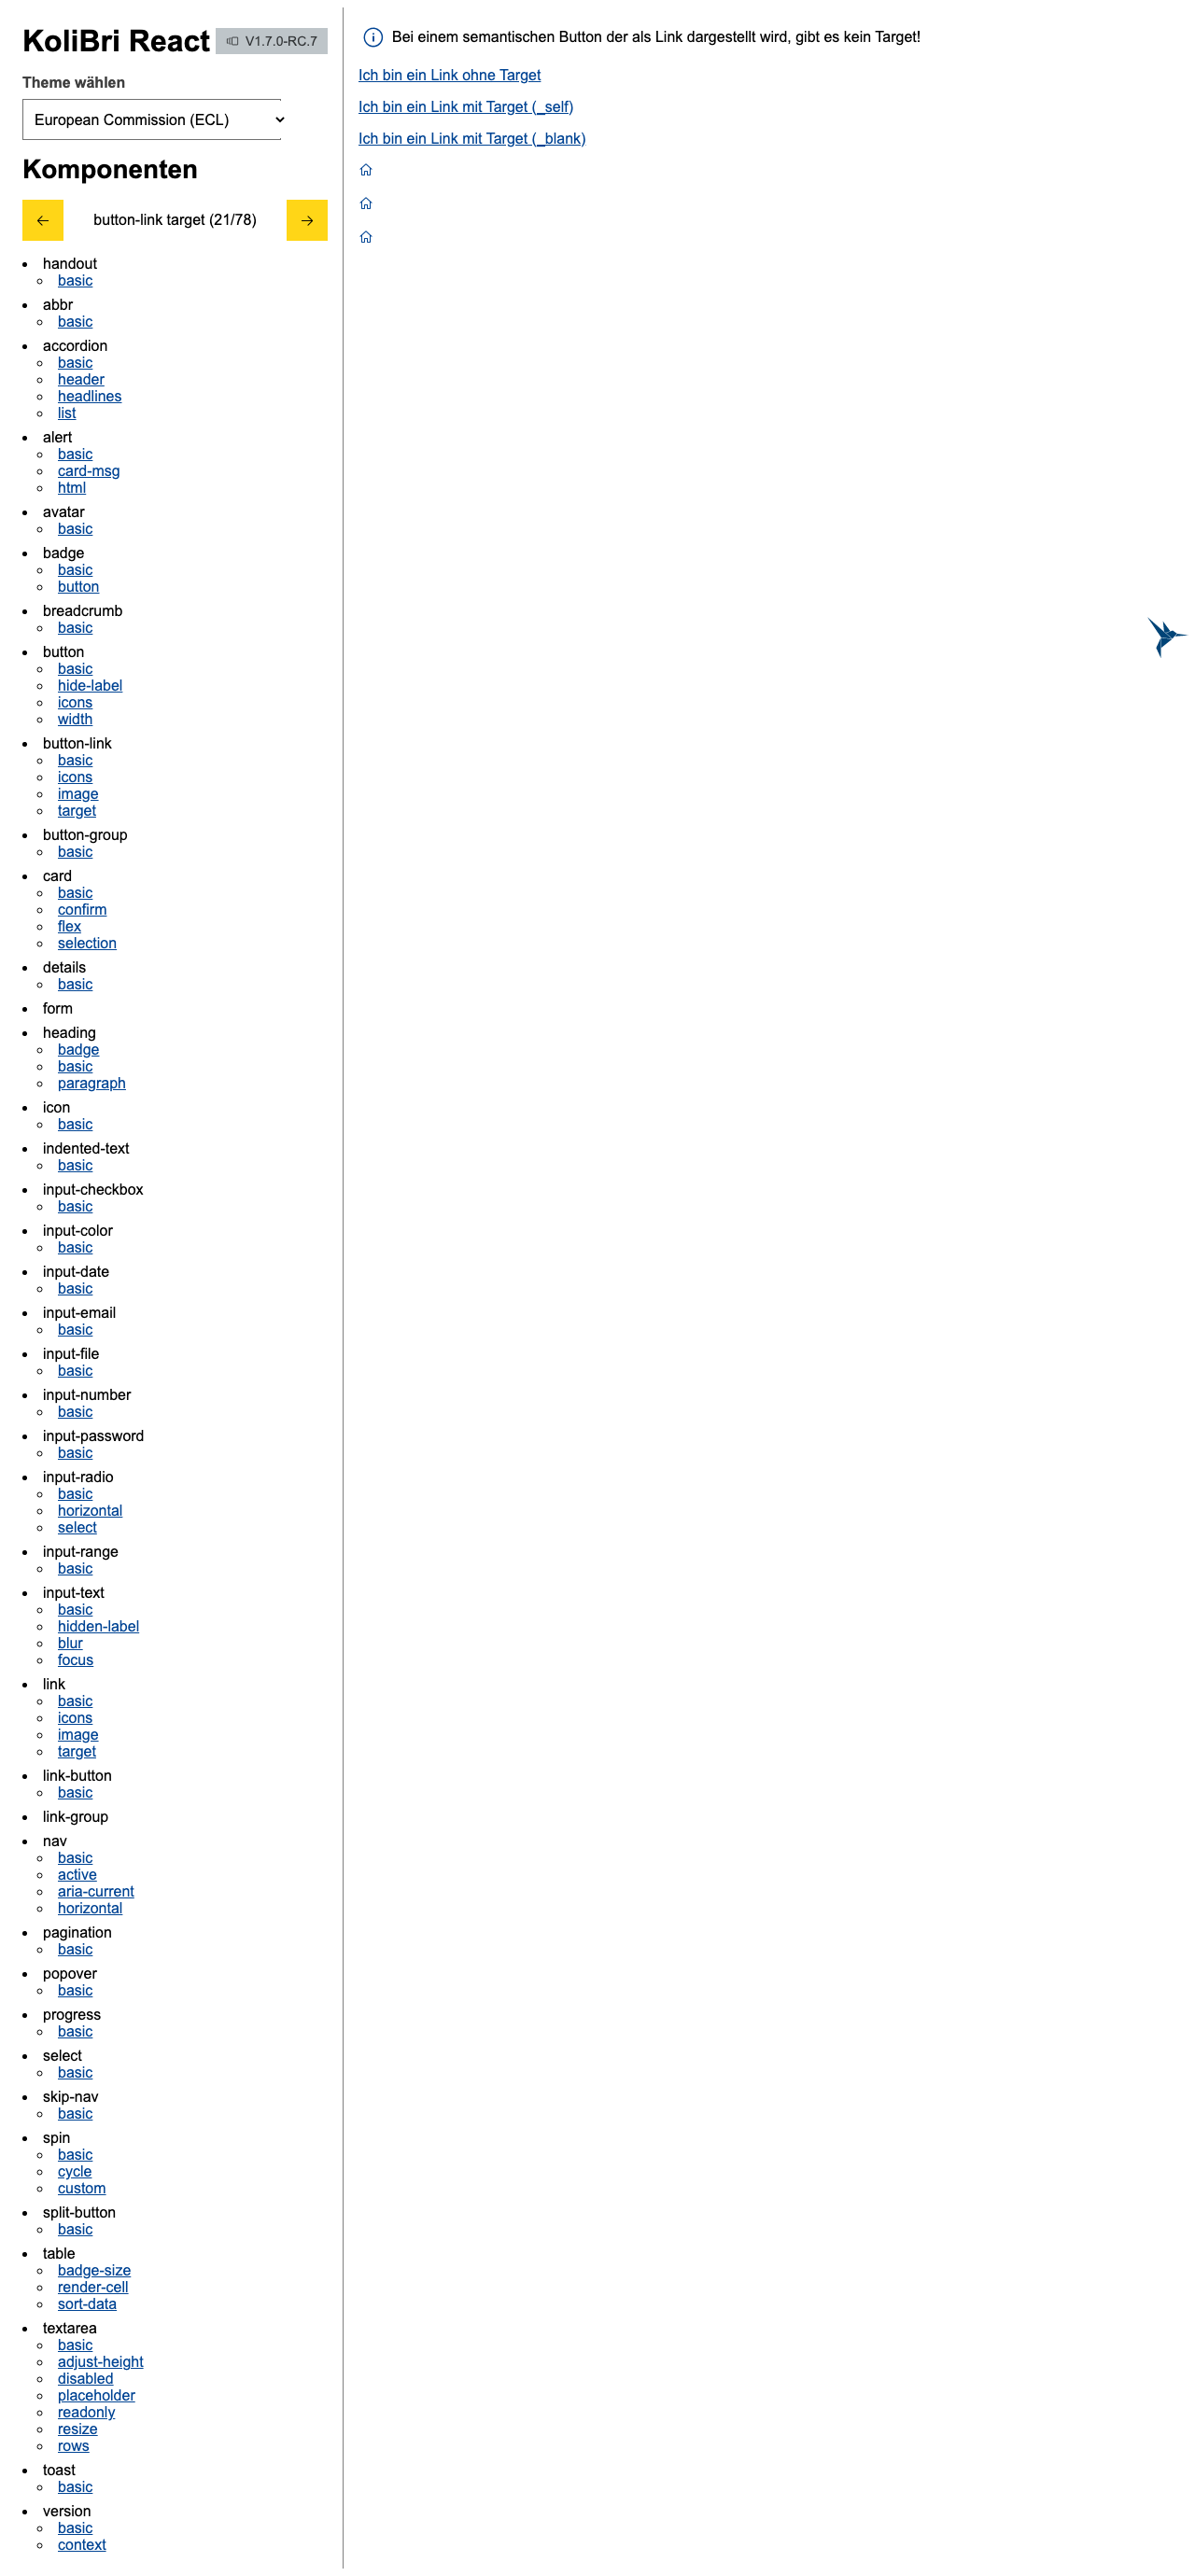 KoliBri React V1.7.0-RC.7
Theme wählen
European Commission (ECL)
Komponenten
button-link target (21/78)
handout
basic
abbr
basic
accordion
basic
header
headlines
list
alert
basic
card-msg
html
avatar
basic
badge
basic
button
breadcrumb
basic
button
basic
hide-label
icons
width
button-link
basic
icons
image
target
button-group
basic
card
basic
confirm
flex
selection
details
basic
form
heading
badge
basic
paragraph
icon
basic
indented-text
basic
input-checkbox
basic
input-color
basic
input-date
basic
input-email
basic
input-file
basic
input-number
basic
input-password
basic
input-radio
basic
horizontal
select
input-range
basic
input-text
basic
hidden-label
blur
focus
link
basic
icons
image
target
link-button
basic
link-group
nav
basic
active
aria-current
horizontal
pagination
basic
popover
basic
progress
basic
select
basic
skip-nav
basic
spin
basic
cycle
custom
split-button
basic
table
badge-size
render-cell
sort-data
textarea
basic
adjust-height
disabled
placeholder
readonly
resize
rows
toast
basic
version
basic
context
Bei einem semantischen Button der als Link dargestellt wird, gibt es kein Target!
Ich bin ein Link ohne Target
Ich bin ein Link mit Target (_self)
Ich bin ein Link mit Target (_blank)